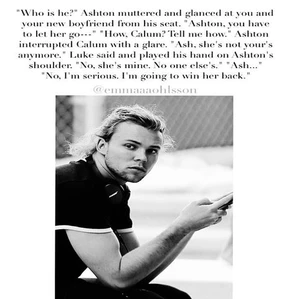 "Who is he?" Ashton muttered and glanced at you and
your new boyfriend from his seat. "Ashton, you have
to let her go---" "How, Calum? Tell me how." Ashton
interrupted Calum with a glare. "Ash, she's not your's
anymore." Luke said and played his hand on Ashton's
shoulder. "No, she's mine. No one else's." "Ash..."
"No, I'm serious. I'm going to win her back."
@emmaaaohlsson